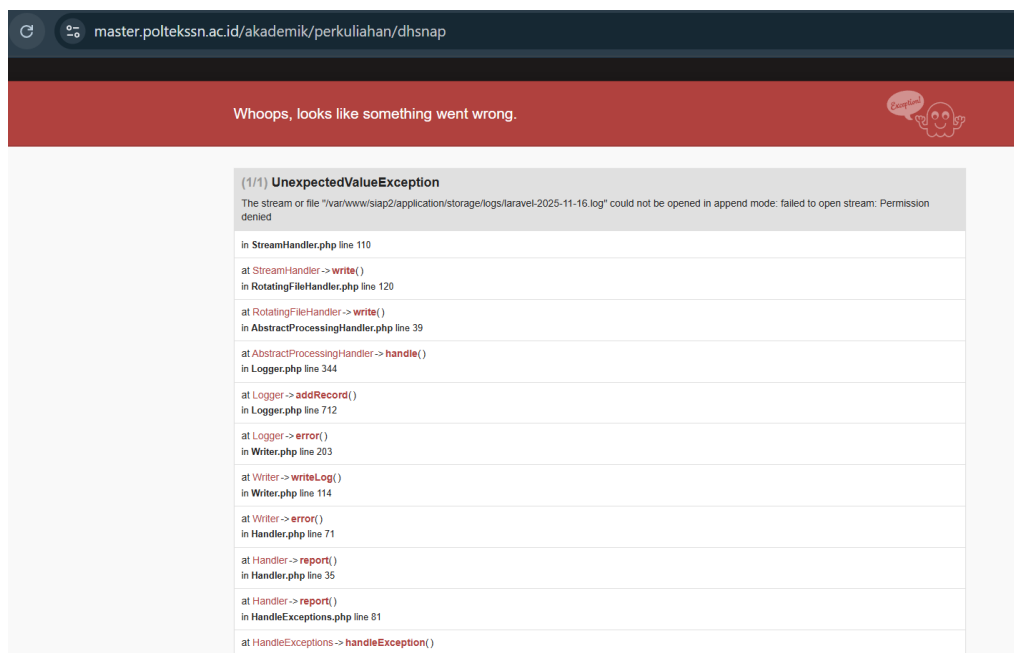 master.poltekssn.ac.id/akademik/perkuliahan/dhsnap
Whoops, looks like something went wrong.
Exception!
(1/1) UnexpectedValueException
The stream or file "/var/www/siap2/application/storage/logs/laravel-2025-11-16.log" could not be opened in append mode: failed to open stream: Permission
denied
in StreamHandler.php line 110
at StreamHandler->write()
in RotatingFileHandler.php line 120
at RotatingFileHandler->write()
in AbstractProcessingHandler.php line 39
at AbstractProcessingHandler->handle()
in Logger.php line 344
at Logger->addRecord()
in Logger.php line 712
at Logger->error()
in Writer.php line 203
at Writer->writeLog()
in Writer.php line 114
at Writer->error()
in Handler.php line 71
at Handler->report()
in Handler.php line 35
at Handler->report()
in HandleExceptions.php line 81
at HandleExceptions->handleException()